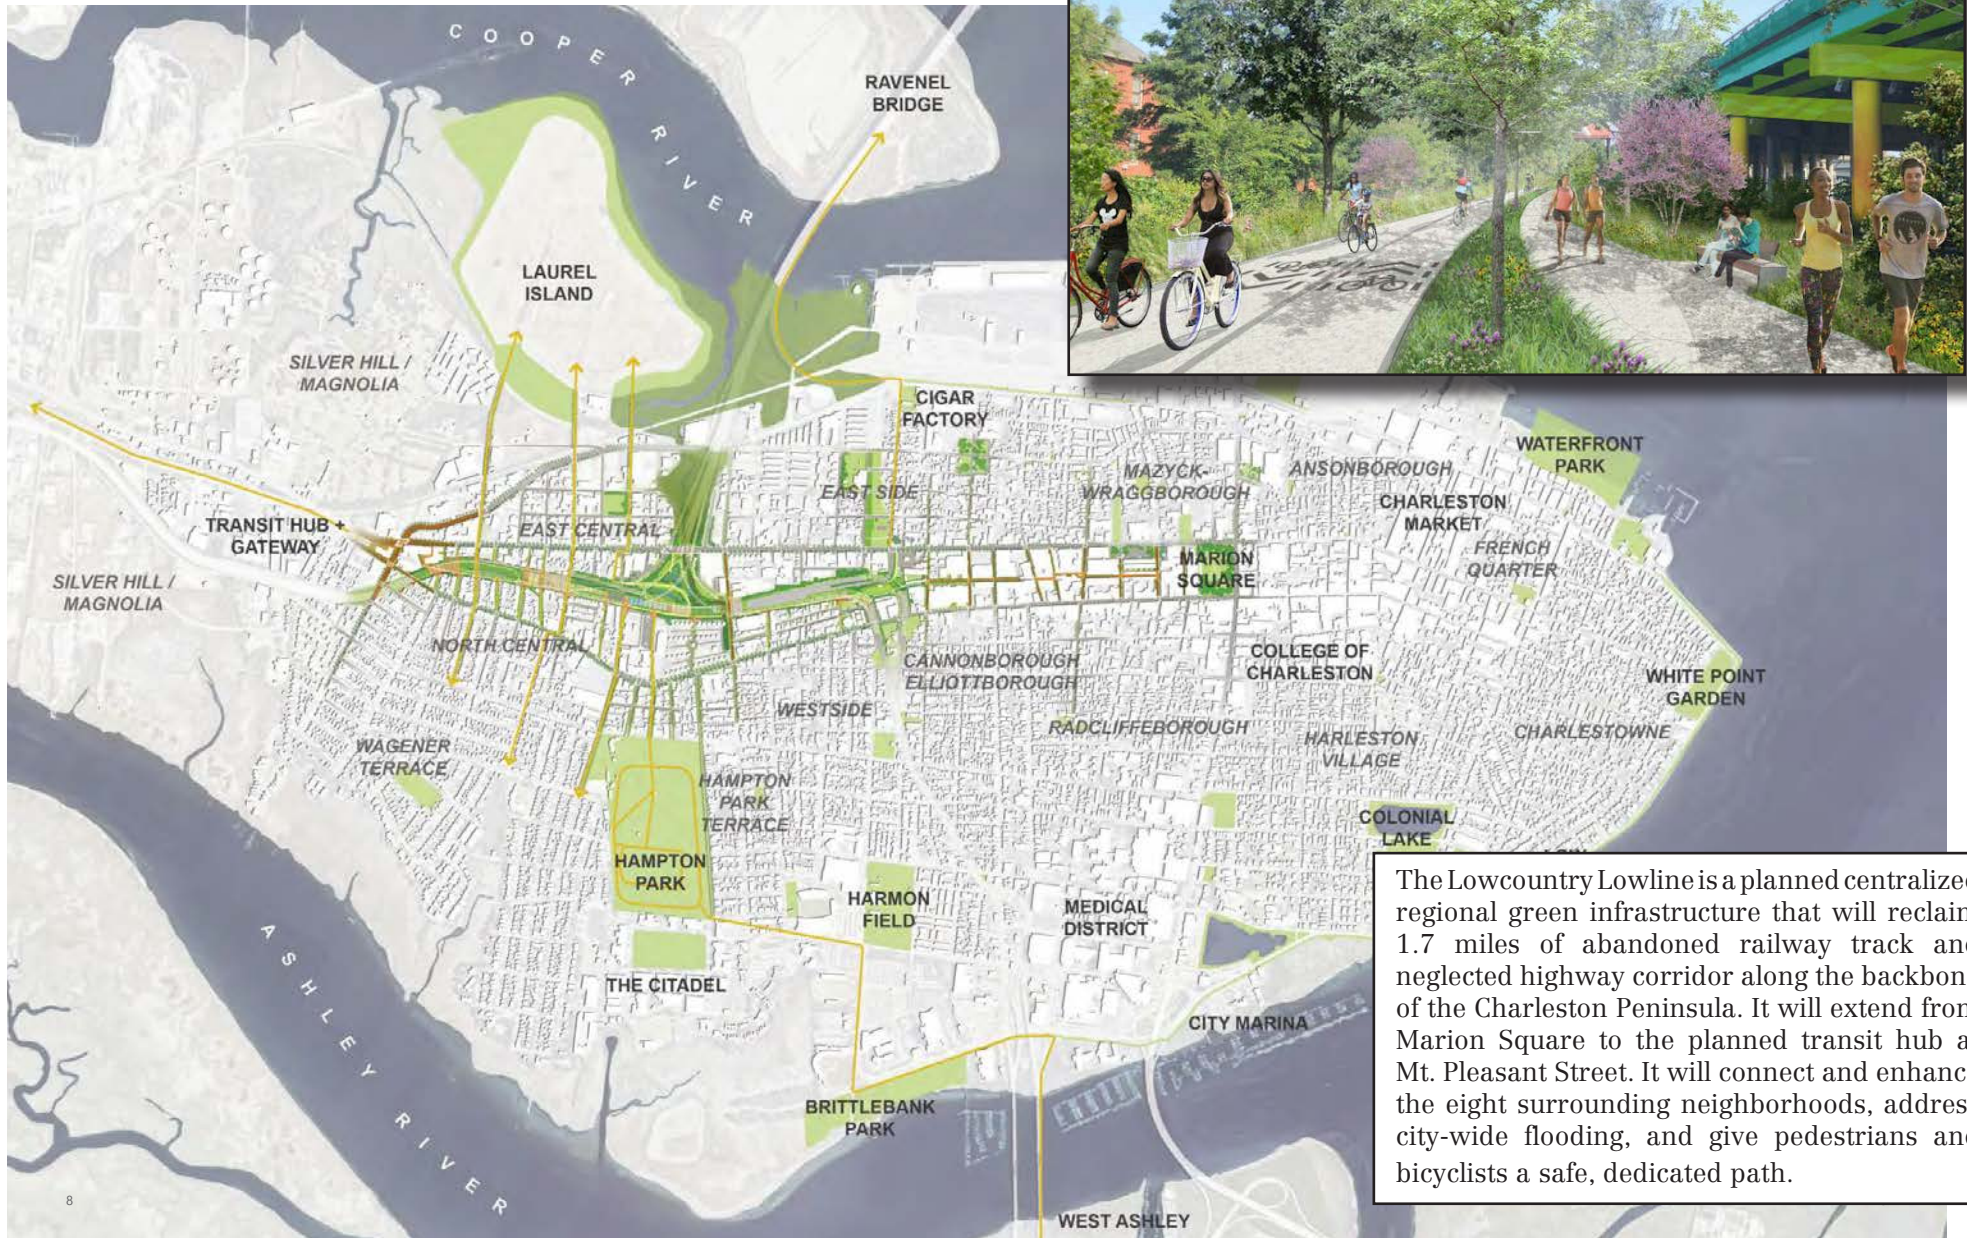 COOPER RIVER
RAVENEL
BRIDGE
LAUREL
ISLAND
SILVER HILL /
MAGNOLIA
CIGAR
FACTORY
WATERFRONT
PARK
MAZYCK-
WRAGGBOROUGH
ANSONBOROUGH
EAST SIDE
CHARLESTON
MARKET
TRANSIT HUB +
GATEWAY
EAST CENTRAL
FRENCH
QUARTER
MARION
SQUARE
SILVER HILL /
MAGNOLIA
NORTH CENTRAL
CANNONBOROUGH
ELLIOTTBOROUGH
COLLEGE OF
CHARLESTON
WHITE POINT
GARDEN
WESTSIDE
RADCLIFFEBOROUGH
HARLESTON
VILLAGE
CHARLESTOWNE
WAGENER
TERRACE
HAMPTON
PARK
TERRACE
COLONIAL
LAKE
HAMPTON
PARK
HARMON
FIELD
MEDICAL
DISTRICT
THE CITADEL
CITY MARINA
ASHLEY RIVER
BRITTLEBANK
PARK
WEST ASHLEY
The Lowcountry Lowline is a planned centralized
regional green infrastructure that will reclaim
1.7 miles of abandoned railway track and
neglected highway corridor along the backbon
of the Charleston Peninsula. It will extend from
Marion Square to the planned transit hub a
Mt. Pleasant Street. It will connect and enhanc
the eight surrounding neighborhoods, addres
city-wide flooding, and give pedestrians and
bicyclists a safe, dedicated path.
8